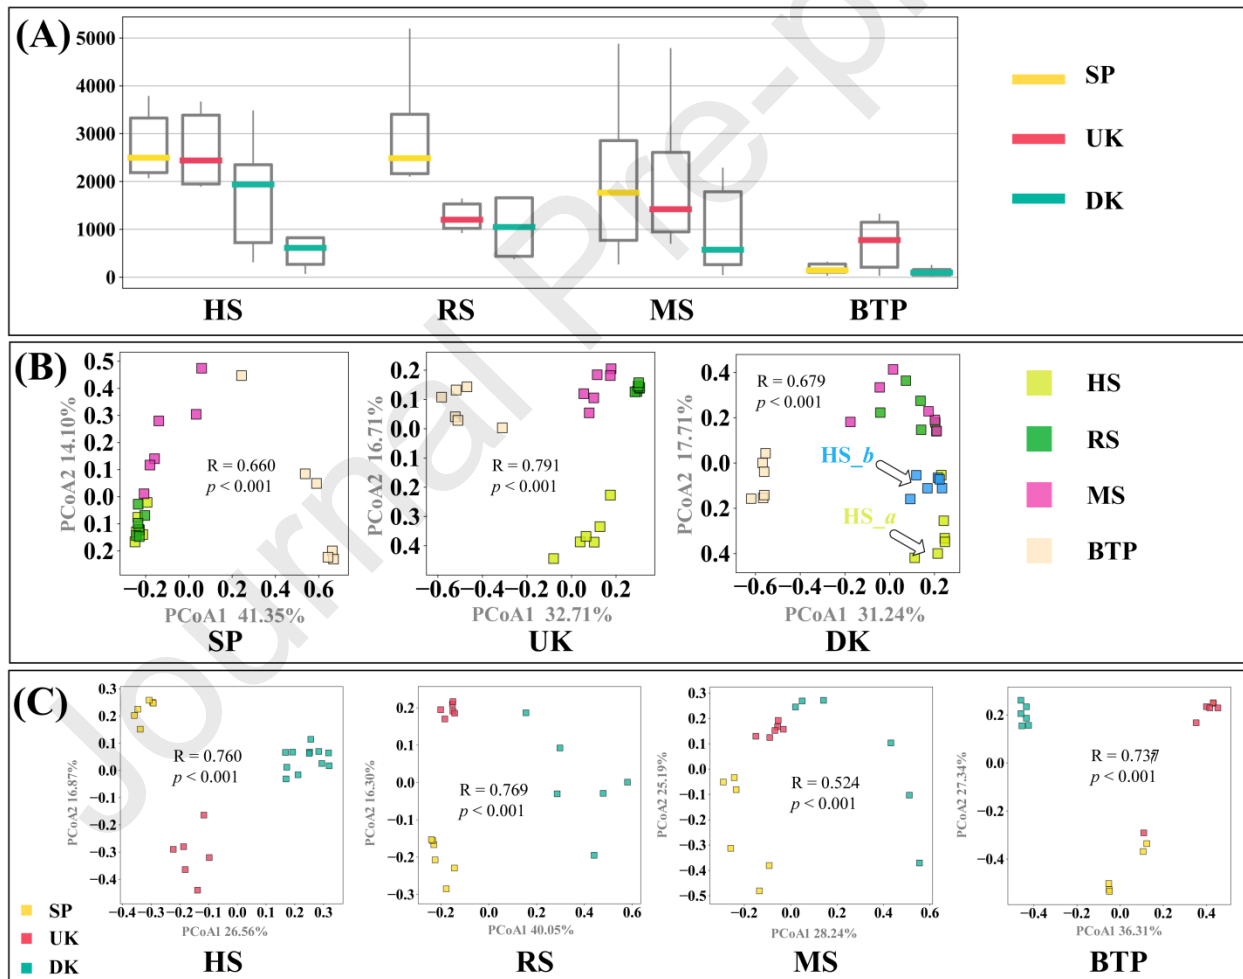 (A)
5000
4000
3000
2000
1000
0
HS
RS
MS
BTP
SP
UK
DK
(B)
PCoA2 14.10%
0.5
0.4
0.3
0.2
0.1
0.0
0.1
0.2
R = 0.660
p < 0.001
−0.2 0.0 0.2 0.4 0.6
PCoA1 41.35%
SP
PCoA2 16.71%
0.2
0.1
0.0
0.1
0.2
0.3
0.4
R = 0.791
p < 0.001
−0.6 −0.4 −0.2 0.0 0.2
PCoA1 32.71%
UK
PCoA2 17.71%
0.4
0.2
0.0
0.2
0.4
R = 0.679
p < 0.001
HS_b
HS_a
−0.6 −0.4 −0.2 0.0 0.2
PCoA1 31.24%
DK
HS
RS
MS
BTP
(C)
PCoA2 16.87%
0.3
0.2
0.1
0.0
−0.1
−0.2
−0.3
−0.4
R = 0.760
p < 0.001
−0.4 −0.3 −0.2 −0.1 0.0 0.1 0.2 0.3
PCoA1 26.56%
HS
PCoA2 16.30%
0.2
0.1
0.0
−0.1
−0.2
−0.3
R = 0.769
p < 0.001
−0.2 0.0 0.2 0.4 0.6
PCoA1 40.05%
RS
PCoA2 25.19%
0.3
0.2
0.1
0.0
−0.1
−0.2
−0.3
−0.4
−0.5
R = 0.524
p < 0.001
−0.2 0.0 0.2 0.4 0.6
PCoA1 28.24%
MS
PCoA2 27.34%
0.2
0.0
−0.2
−0.4
R = 0.737
p < 0.001
−0.4 −0.2 0.0 0.2 0.4
PCoA1 36.31%
BTP
SP
UK
DK
Journal Pre-p